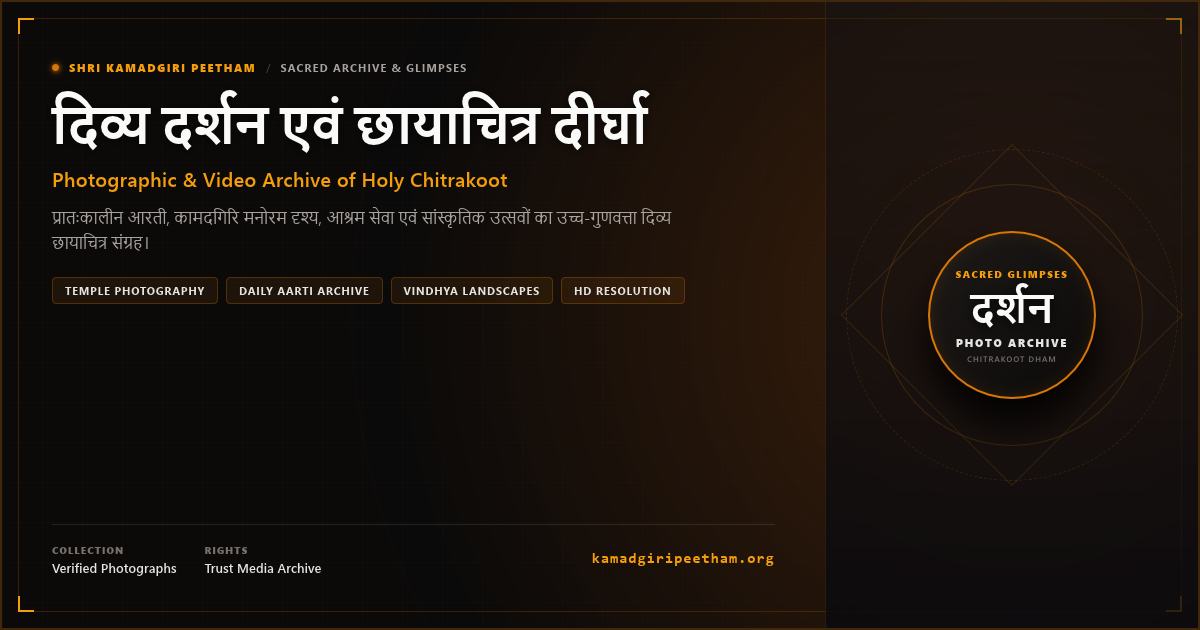 SHRI KAMADGIRI PEETHAM / SACRED ARCHIVE & GLIMPSES
दिव्य दर्शन एवं छायाचित्र दीर्घा
Photographic & Video Archive of Holy Chitrakoot
प्रातःकालीन आरती, कामदगिरि मनोरम दृश्य, आश्रम सेवा एवं सांस्कृतिक उत्सवों का उच्च-गुणवत्ता दिव्य
छायाचित्र संग्रह।
TEMPLE PHOTOGRAPHY DAILY AARTI ARCHIVE VINDHYA LANDSCAPES HD RESOLUTION
SACRED GLIMPSES
दर्शन
PHOTO ARCHIVE
CHITRAKOOT DHAM
COLLECTION RIGHTS
Verified Photographs Trust Media Archive
kamadgiripeetham.org